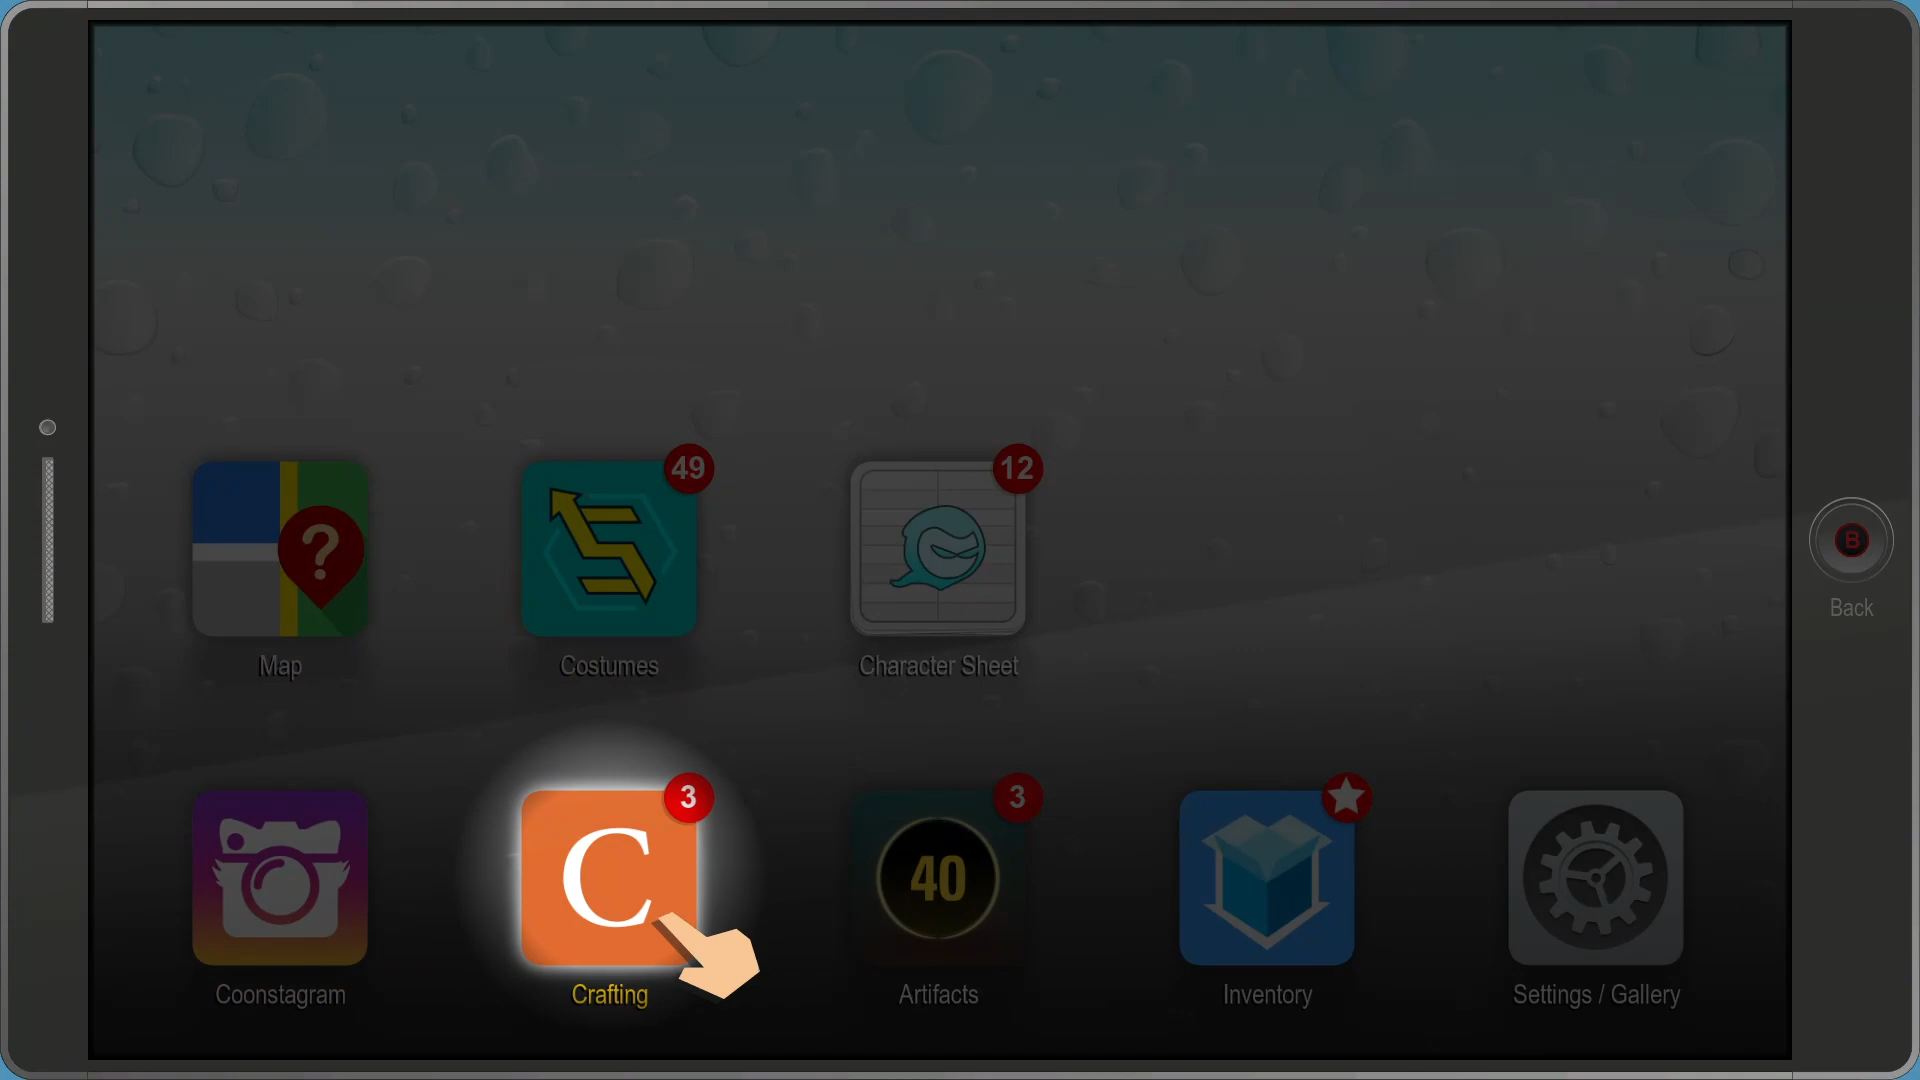 49
12
?
B
Back
Map
Costumes
Character Sheet
3
3
C
40
Coonstagram
Crafting
Artifacts
Inventory
Settings / Gallery